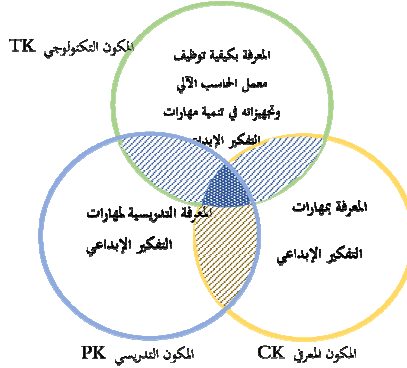 المكون التكنولوجي TK
المعرفة بكيفية توظيف
معمل الحاسب الآلي
وتجهيزاته في تنمية مهارات
التفكير الإبداعي
المعرفة التدريسية لمهارات
التفكير الإبداعي
المعرفة بمهارات
التفكير الإبداعي
المكون التدريسي PK
المكون المعرفي CK